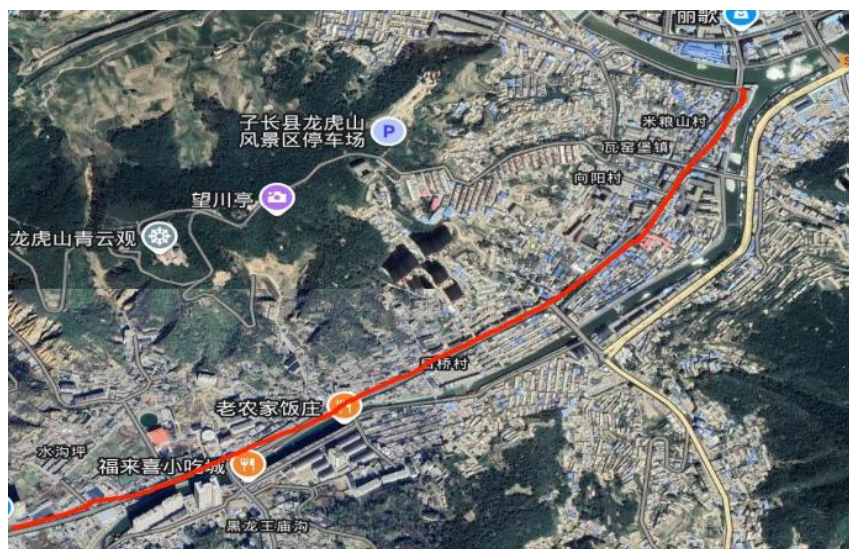 丽歌
S
子长县龙虎山
风景区停车场
P
米粮山村
瓦窑堡镇
向阳村
望川亭
龙虎山青云观
桥村
老农家饭庄
水沟坪
福来喜小吃城
黑龙王庙沟